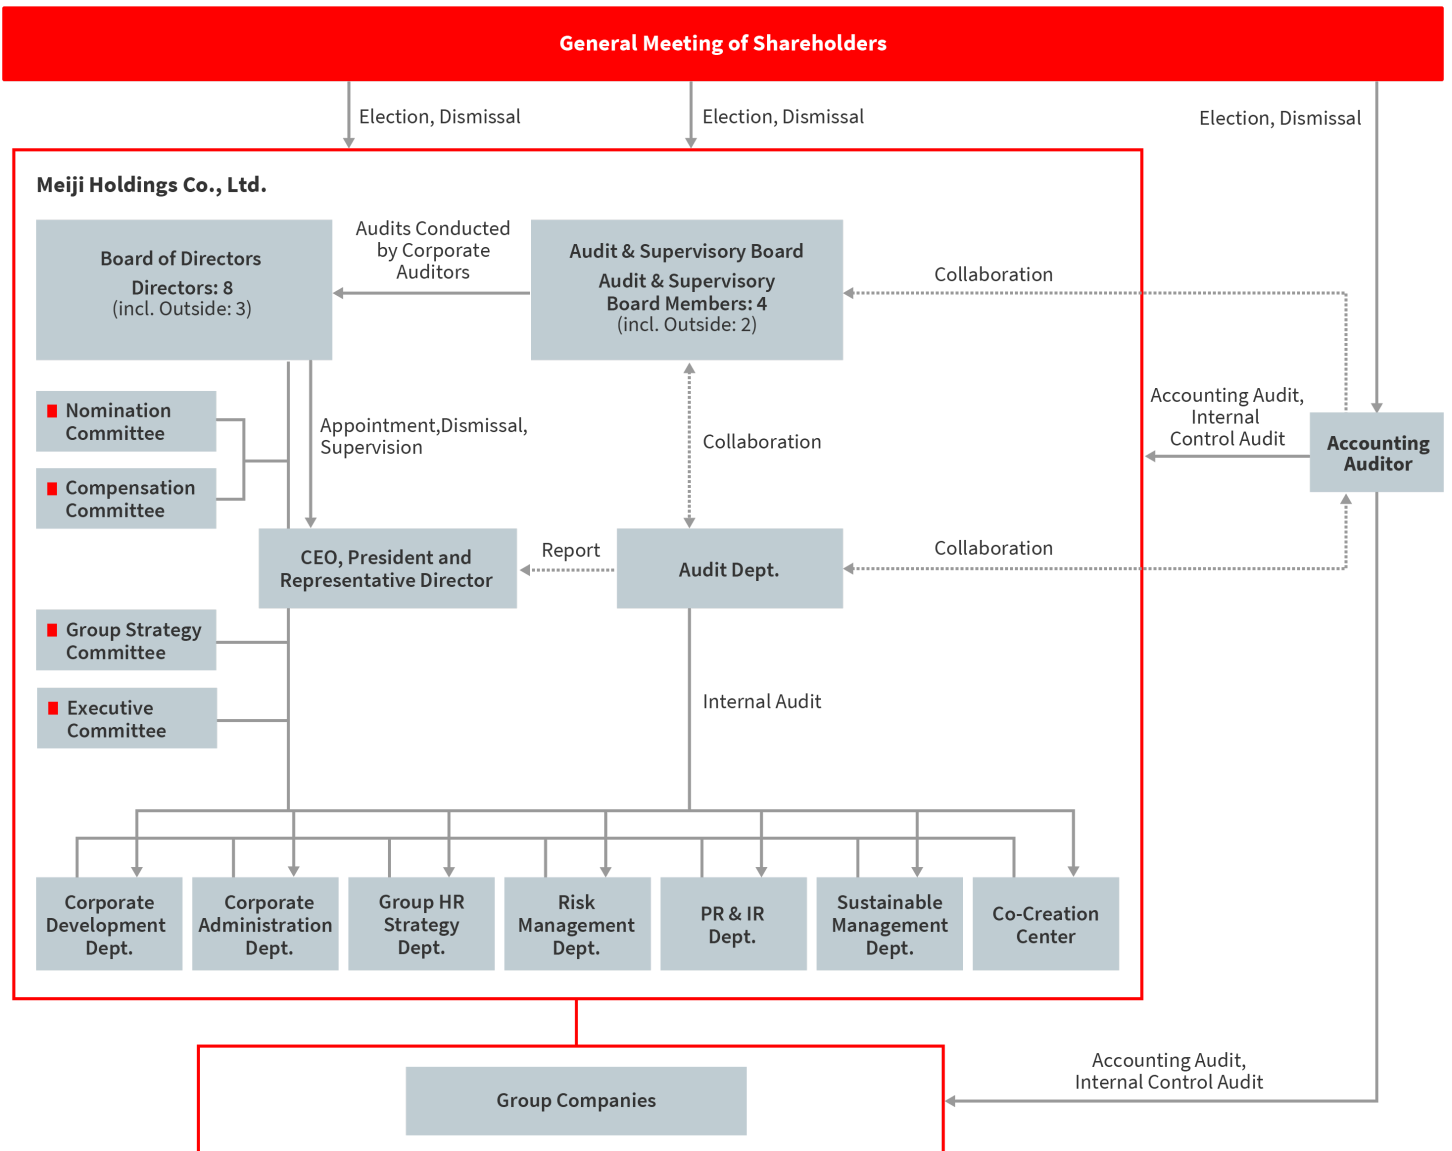 General Meeting of Shareholders
Election, Dismissal
Election, Dismissal
Election, Dismissal
Meiji Holdings Co., Ltd.
Board of Directors
Directors: 8
(incl. Outside: 3)
Audits Conducted
by Corporate
Auditors
Audit & Supervisory Board
Audit & Supervisory
Board Members: 4
(incl. Outside: 2)
Collaboration
Nomination
Committee
Compensation
Committee
Appointment,Dismissal,
Supervision
Collaboration
Accounting Audit,
Internal
Control Audit
Accounting
Auditor
CEO, President and
Representative Director
Report
Audit Dept.
Collaboration
Group Strategy
Committee
Executive
Committee
Internal Audit
Corporate
Development
Dept.
Corporate
Administration
Dept.
Group HR
Strategy
Dept.
Risk
Management
Dept.
PR & IR
Dept.
Sustainable
Management
Dept.
Co-Creation
Center
Group Companies
Accounting Audit,
Internal Control Audit